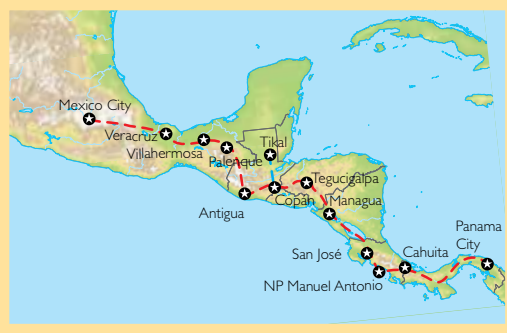 Mexico City
Veracruz
Villahermosa
Palenque
Tikal
Tegucigalpa
Antigua
Copán
Managua
Panama
City
San José
Cahuita
NP Manuel Antonio